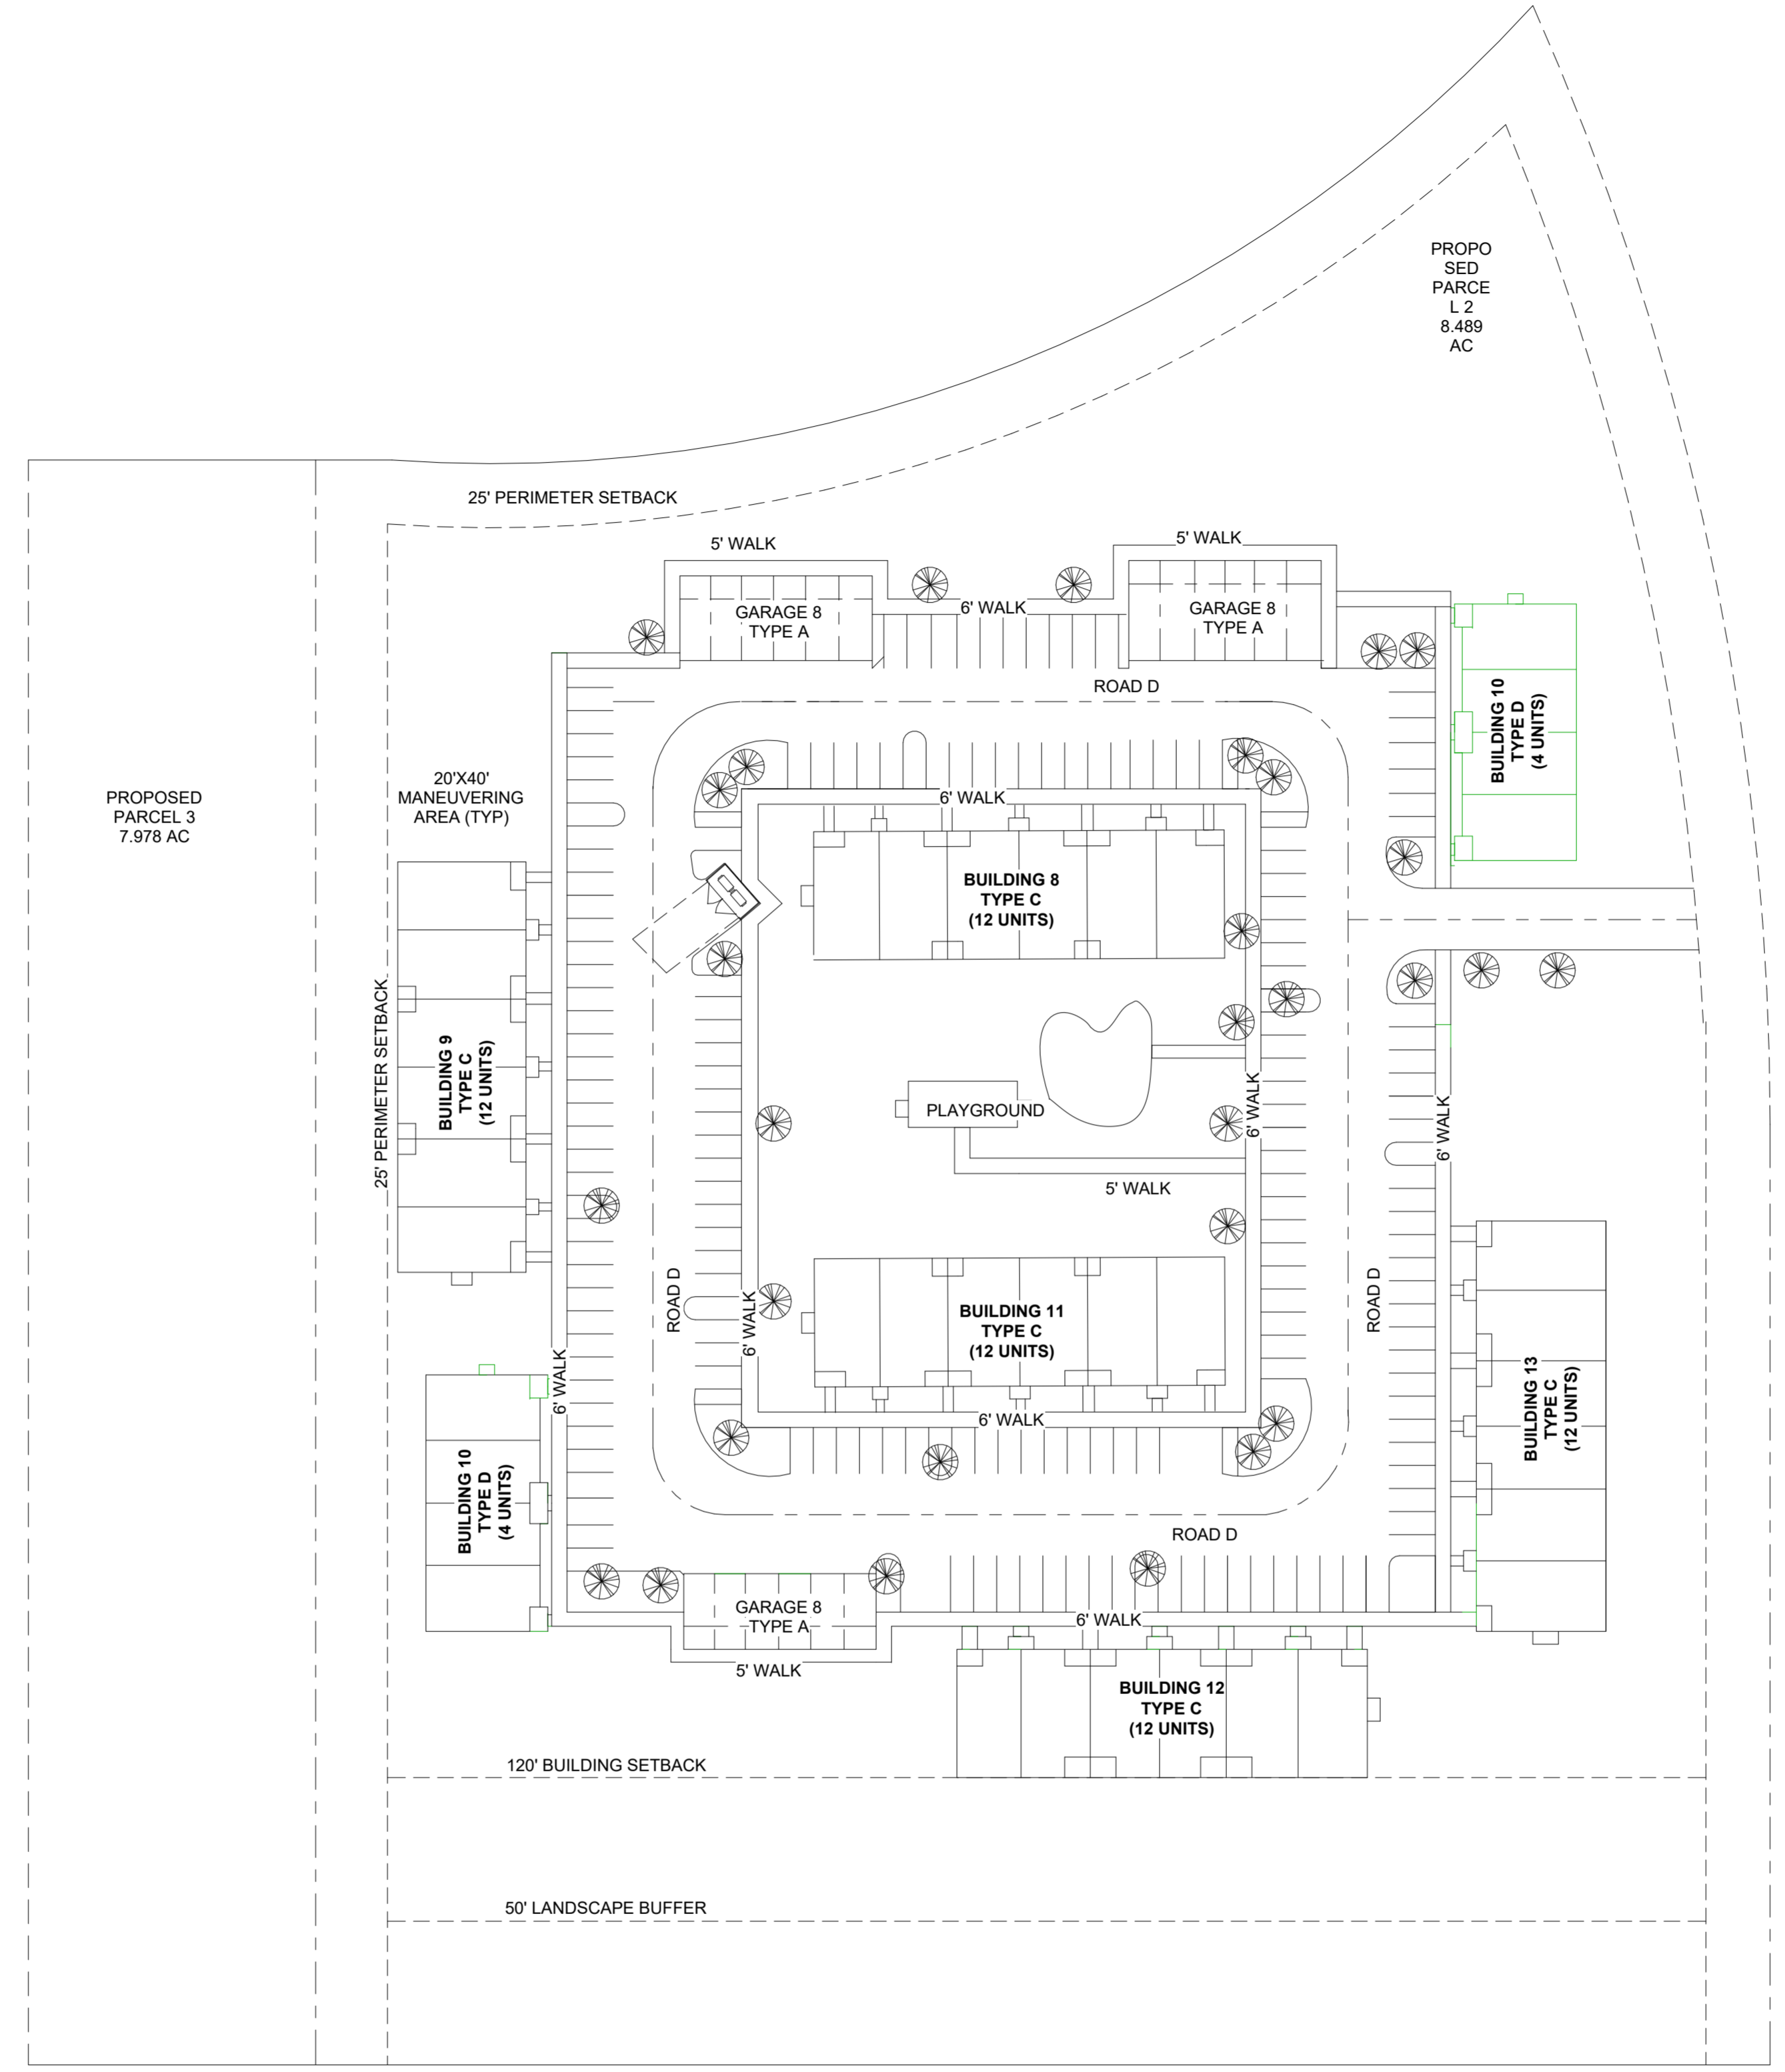 PROPO
SED
PARCE
L 2
8.489
AC
25' PERIMETER SETBACK
5' WALK
5' WALK
GARAGE 8
TYPE A
6' WALK
GARAGE 8
TYPE A
ROAD D
BUILDING 10
TYPE D
(4 UNITS)
PROPOSED
PARCEL 3
7.978 AC
20'X40'
MANEUVERING
AREA (TYP)
6' WALK
BUILDING 8
TYPE C
(12 UNITS)
25' PERIMETER SETBACK
BUILDING 9
TYPE C
(12 UNITS)
PLAYGROUND
6' WALK
6' WALK
5' WALK
ROAD D
6' WALK
BUILDING 11
TYPE C
(12 UNITS)
ROAD D
6' WALK
6' WALK
BUILDING 13
TYPE C
(12 UNITS)
BUILDING 10
TYPE D
(4 UNITS)
ROAD D
GARAGE 8
TYPE A
6' WALK
5' WALK
BUILDING 12
TYPE C
(12 UNITS)
120' BUILDING SETBACK
50' LANDSCAPE BUFFER